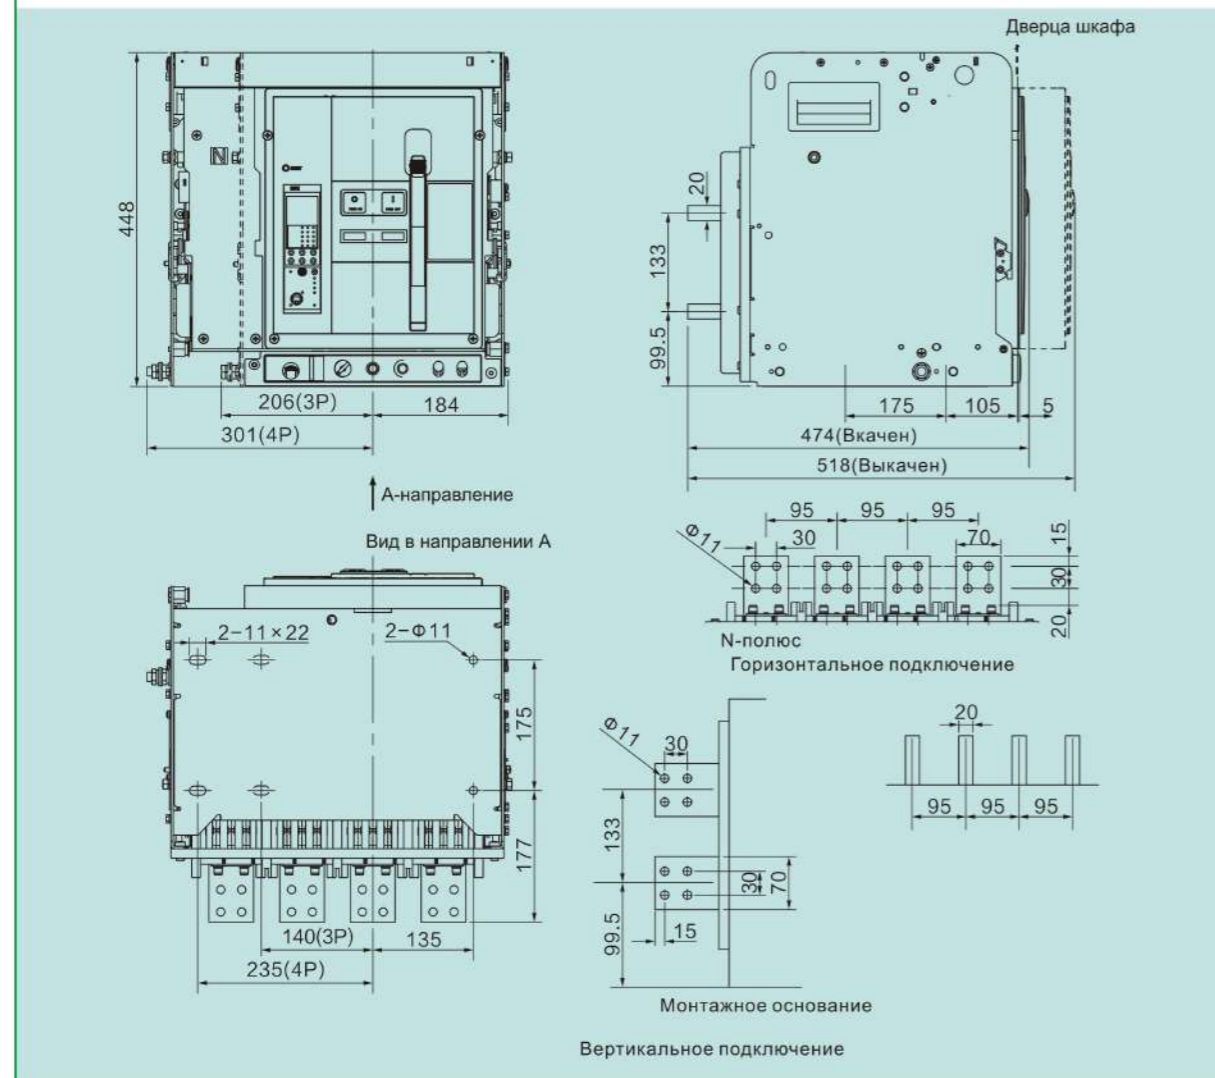 Дверца шкафа
448
20
133
99.5
206(3P)
184
301(4P)
175
105
5
474(Вкачен)
518(Выкачен)
А-направление
Вид в направлении А
95
95
95
Ф11
30
70
15
30
20
N-полюс
Горизонтальное подключение
2-11×22
2-Ф11
175
177
140(3P)
135
235(4P)
Ф11
30
133
99.5
30
70
15
Монтажное основание
20
95
95
95
Вертикальное подключение